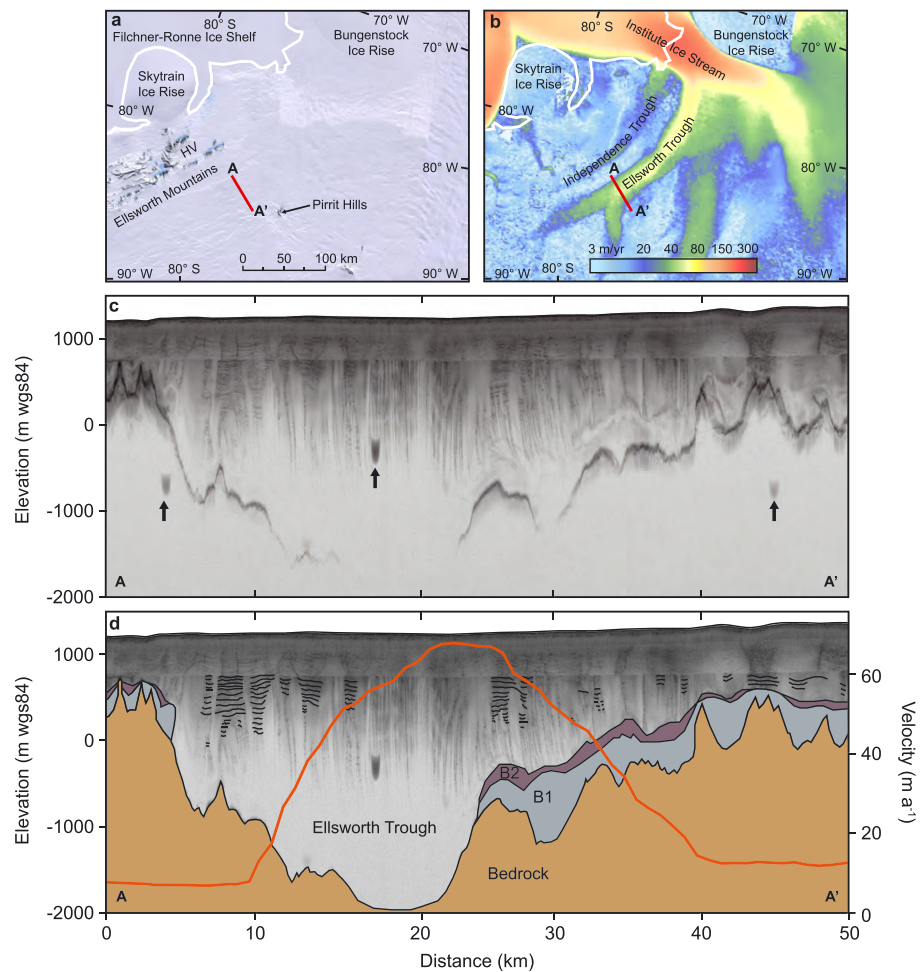 a
80° S
Filchner-Ronne Ice Shelf
70° W
Bungenstock
Ice Rise
70° W
Skytrain
Ice Rise
80° W
HV
Ellsworth Mountains
A
A'
Pirrit Hills
80° W
0 50 100 km
90° W
80° S
90° W
b
80° S
Institute Ice Stream
70° W
Bungenstock
Ice Rise
70° W
Skytrain
Ice Rise
80° W
Independence Trough
Ellsworth Trough
A
A'
80° W
3 m/yr 20 40 80 150 300
90° W
80° S
90° W
c
Elevation (m wgs84)
1000
0
-1000
-2000
A
A'
d
Elevation (m wgs84)
1000
0
-1000
-2000
60
40
20
0
Velocity (m a-1)
B2
B1
Ellsworth Trough
Bedrock
A
A'
0 10 20 30 40 50
Distance (km)